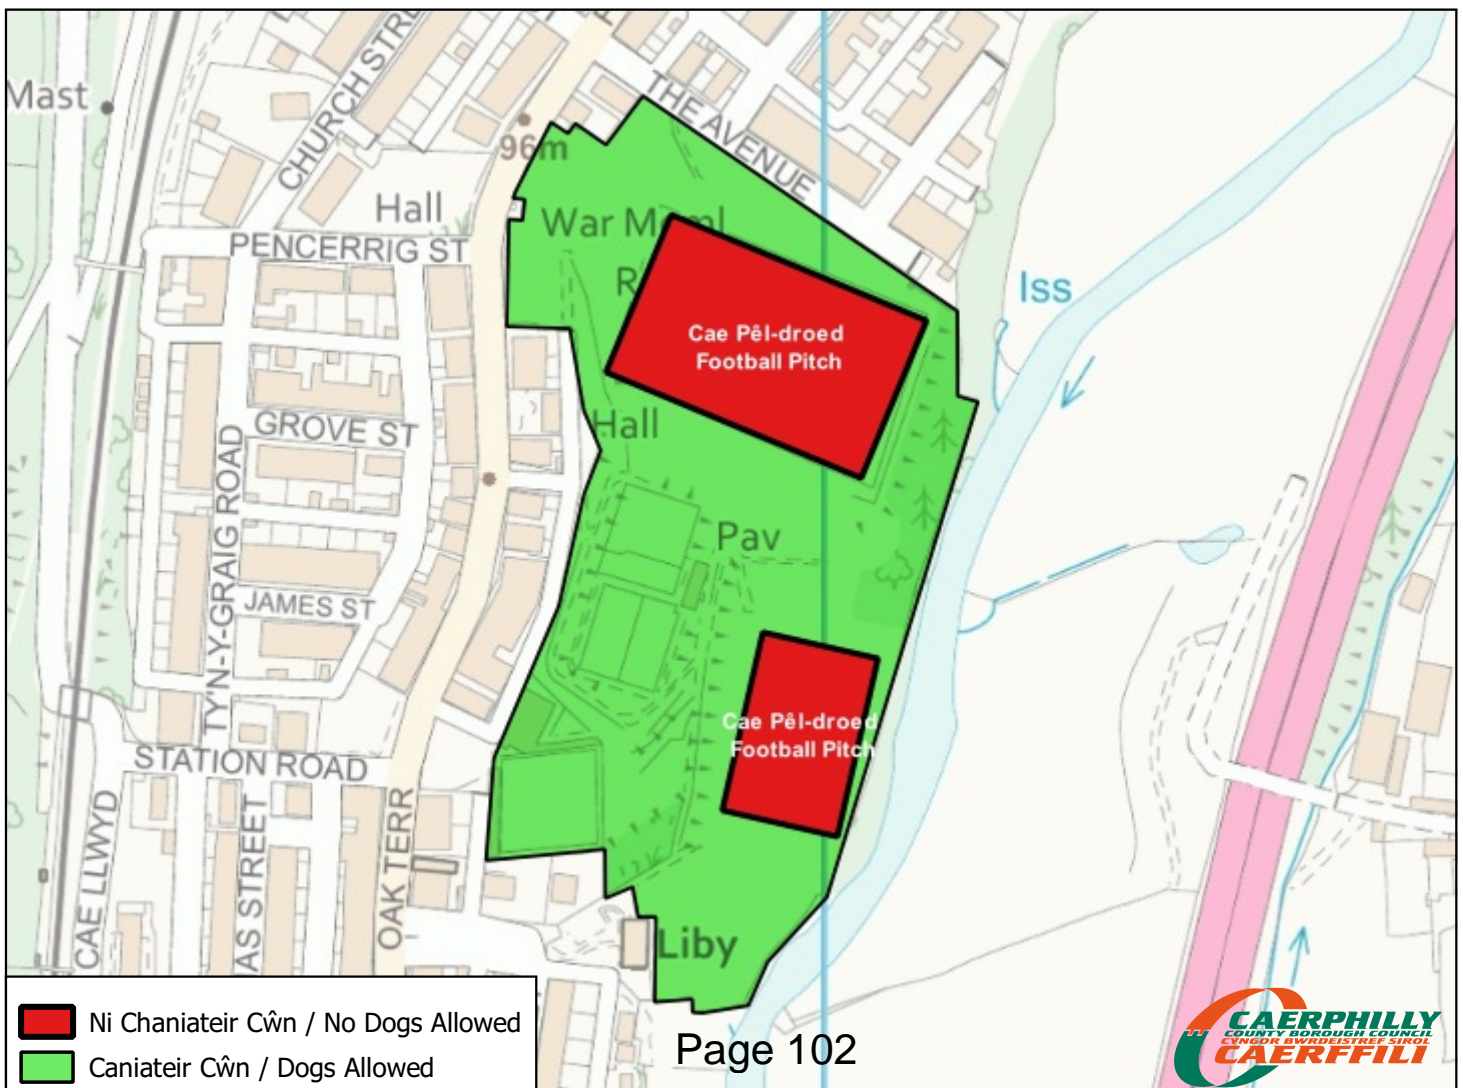 Mast
CHURCH STR
96m
THE AVENUE
Hall
War M ml
PENCERRIG ST
R
Iss
Cae Pêl-droed
Football Pitch
Hall
GROVE ST
TY'N-Y-GRAIG ROAD
Pav
JAMES ST
Cae Pêl-droed
Football Pitch
STATION ROAD
CAE LLWYD
AS STREET
OAK TERR
Liby
Ni Chaniateir Cŵn / No Dogs Allowed
Caniateir Cŵn / Dogs Allowed
Page 102
CAERPHILLY
COUNTY BOROUGH COUNCIL
CYNGOR BWRDEISTREF SIROL
CAERFFILI